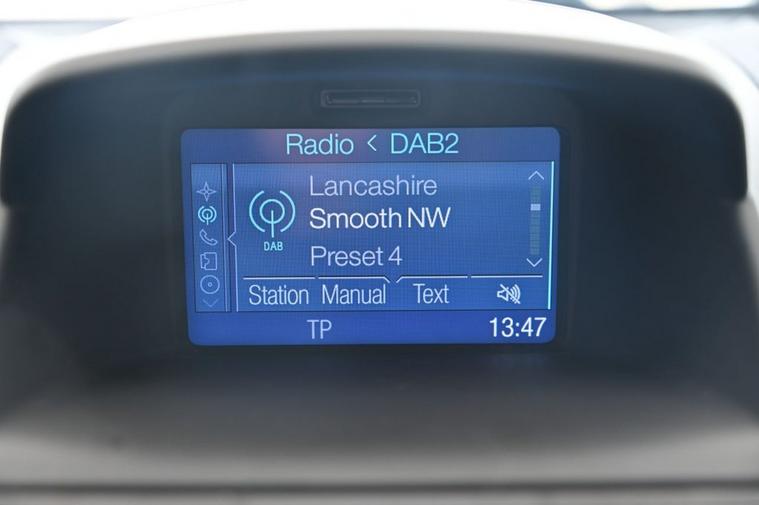 Radio < DAB2
Lancashire
Smooth NW
DAB
Preset 4
Station Manual Text
TP 13:47